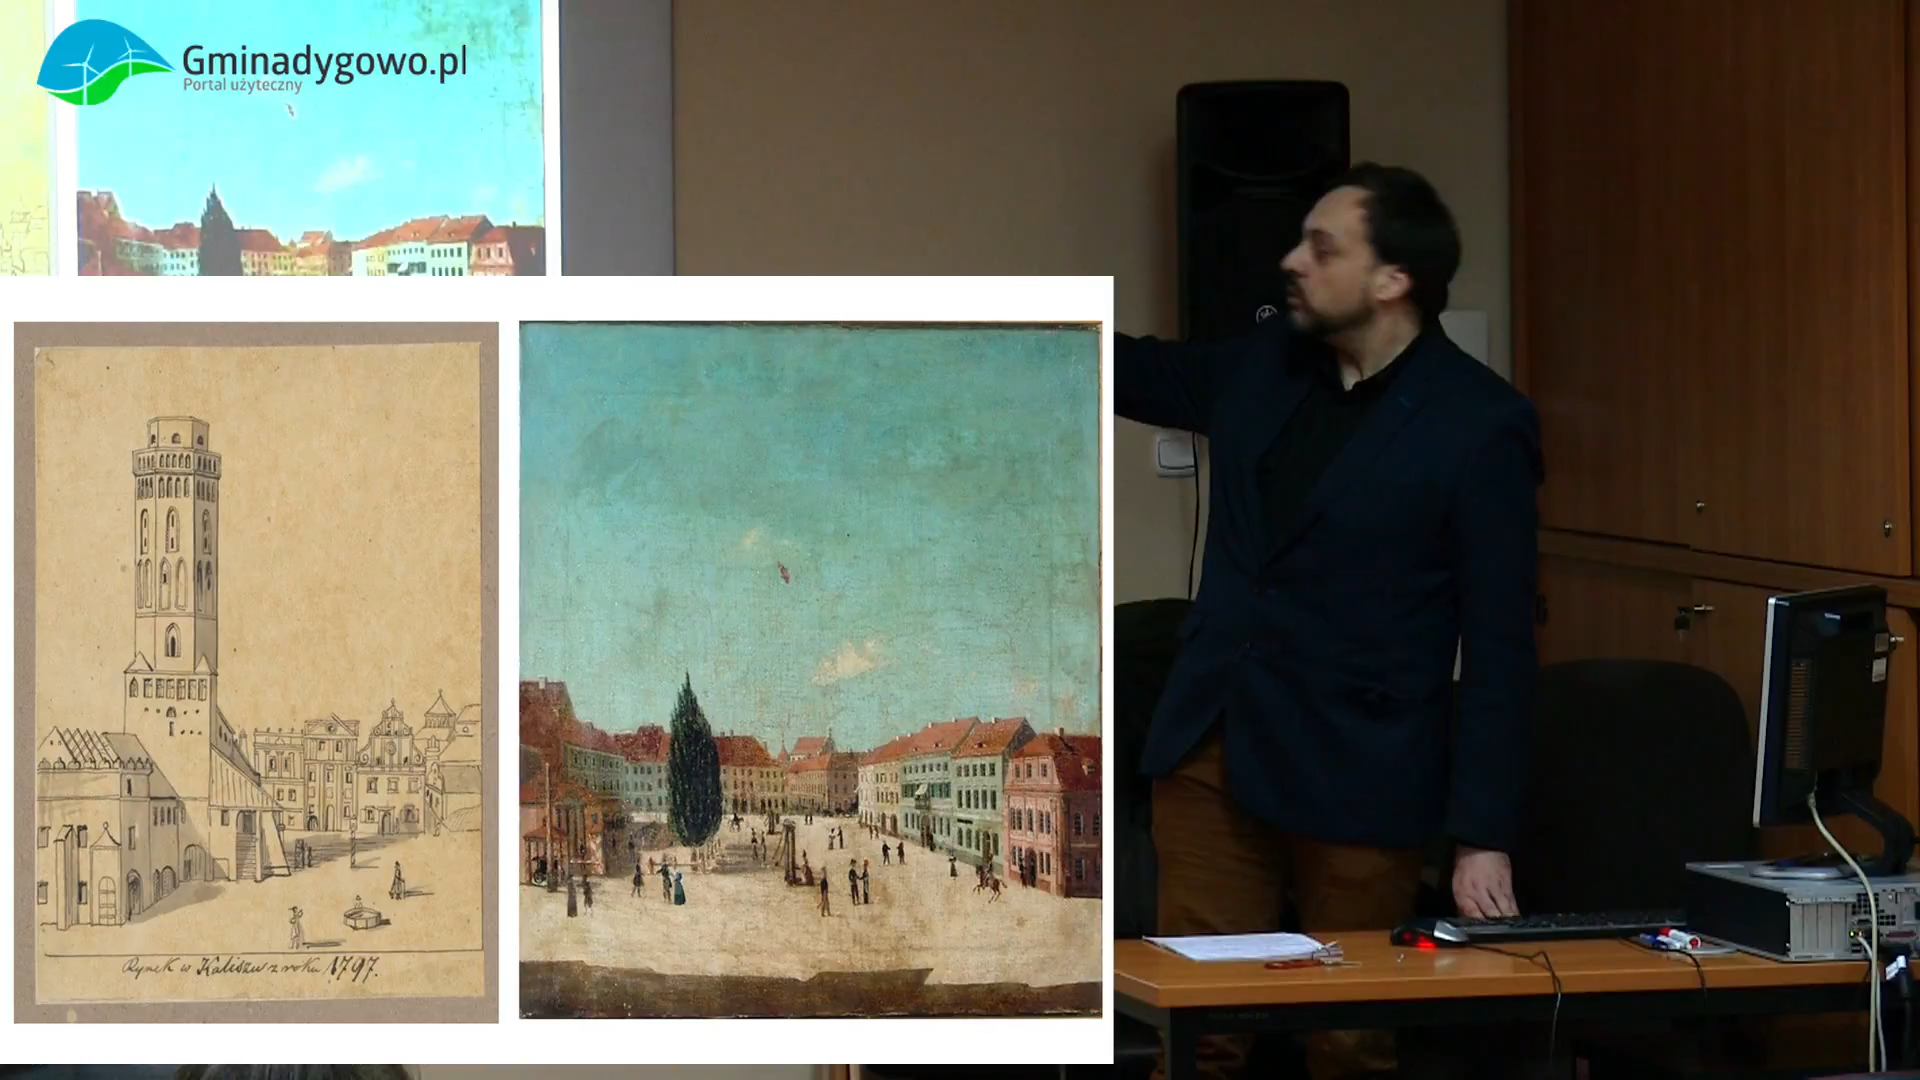 Gminadygowo.pl
Portal użyteczny
Rynek w Kaliszu z roku 1797.